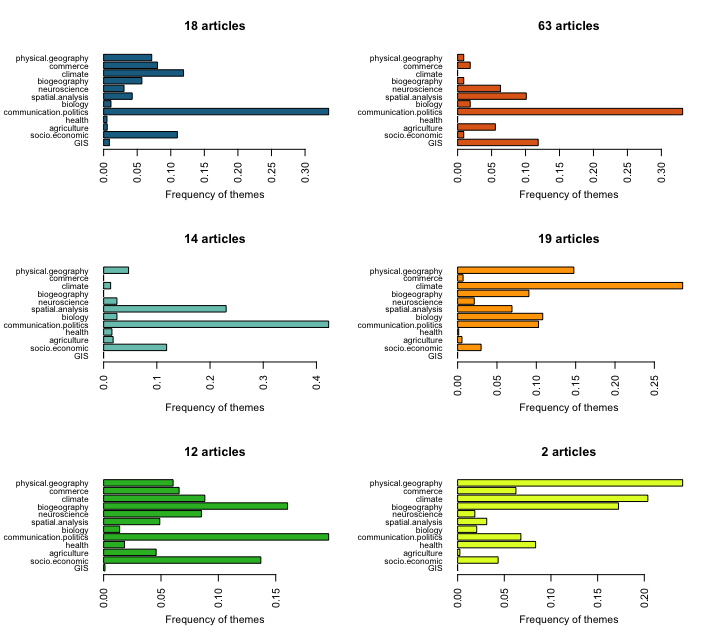 18 articles
physical.geography
commerce
climate
biogeography
neuroscience
spatial.analysis
biology
communication.politics
health
agriculture
socio.economic
GIS
0.00 0.05 0.10 0.15 0.20 0.25 0.30
Frequency of themes
63 articles
physical.geography
commerce
climate
biogeography
neuroscience
spatial.analysis
biology
communication.politics
health
agriculture
socio.economic
GIS
0.00 0.05 0.10 0.15 0.20 0.25 0.30
Frequency of themes
14 articles
physical.geography
commerce
climate
biogeography
neuroscience
spatial.analysis
biology
communication.politics
health
agriculture
socio.economic
GIS
0.0 0.1 0.2 0.3 0.4
Frequency of themes
19 articles
physical.geography
commerce
climate
biogeography
neuroscience
spatial.analysis
biology
communication.politics
health
agriculture
socio.economic
GIS
0.00 0.05 0.10 0.15 0.20 0.25
Frequency of themes
12 articles
physical.geography
commerce
climate
biogeography
neuroscience
spatial.analysis
biology
communication.politics
health
agriculture
socio.economic
GIS
0.00 0.05 0.10 0.15
Frequency of themes
2 articles
physical.geography
commerce
climate
biogeography
neuroscience
spatial.analysis
biology
communication.politics
health
agriculture
socio.economic
GIS
0.00 0.05 0.10 0.15 0.20
Frequency of themes